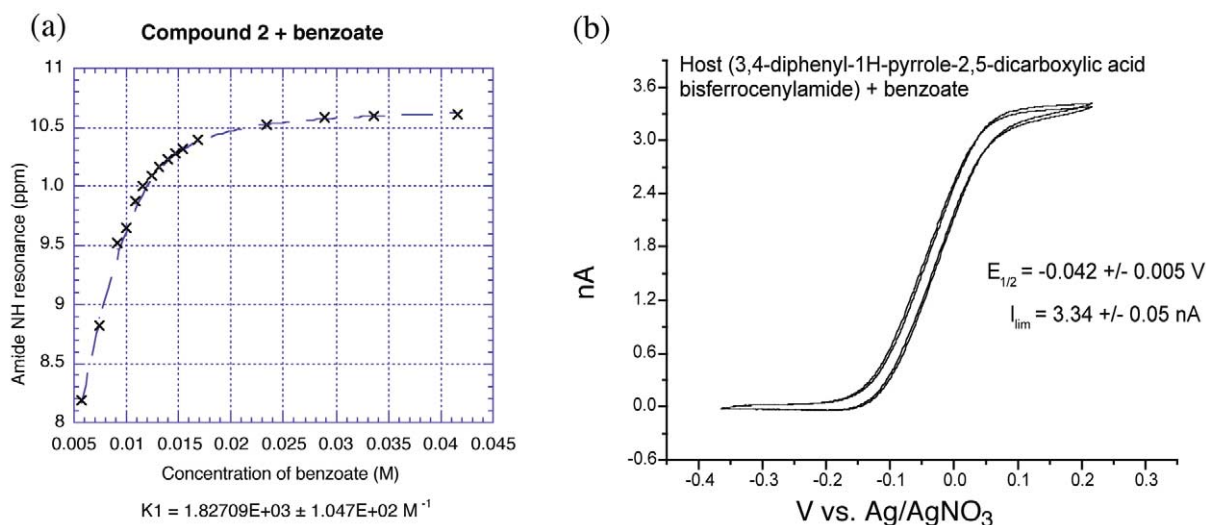 (a)
Compound 2 + benzoate
11
10.5
1.0
9.5
9
8.5
8
Amide NH resonance (ppm)
0.005 0.01 0.015 0.02 0.025 0.03 0.035 0.04 0.045
Concentration of benzoate (M)
K1 = 1.82709E+03 ± 1.047E+02 M⁻¹
(b)
Host (3,4-diphenyl-1H-pyrrole-2,5-dicarboxylic acid
bisferrocenylamide) + benzoate
3.6
3.0
2.4
1.8
1.2
0.6
0.0
-0.6
nA
E1/2 = -0.042 +/- 0.005 V
Ilim = 3.34 +/- 0.05 nA
-0.4 -0.3 -0.2 -0.1 0.0 0.1 0.2 0.3
V vs. Ag/AgNO3